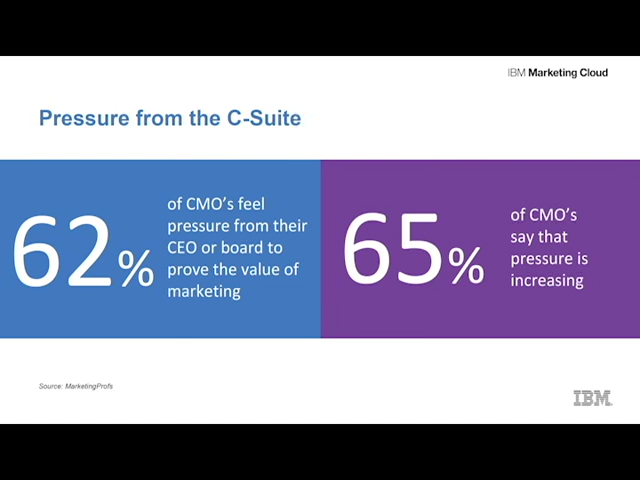 IBM Marketing Cloud
Pressure from the C-Suite
62%
of CMO's feel
pressure from their
CEO or board to
prove the value of
marketing
65%
of CMO's
say that
pressure is
increasing
Source: MarketingProfs
IBM